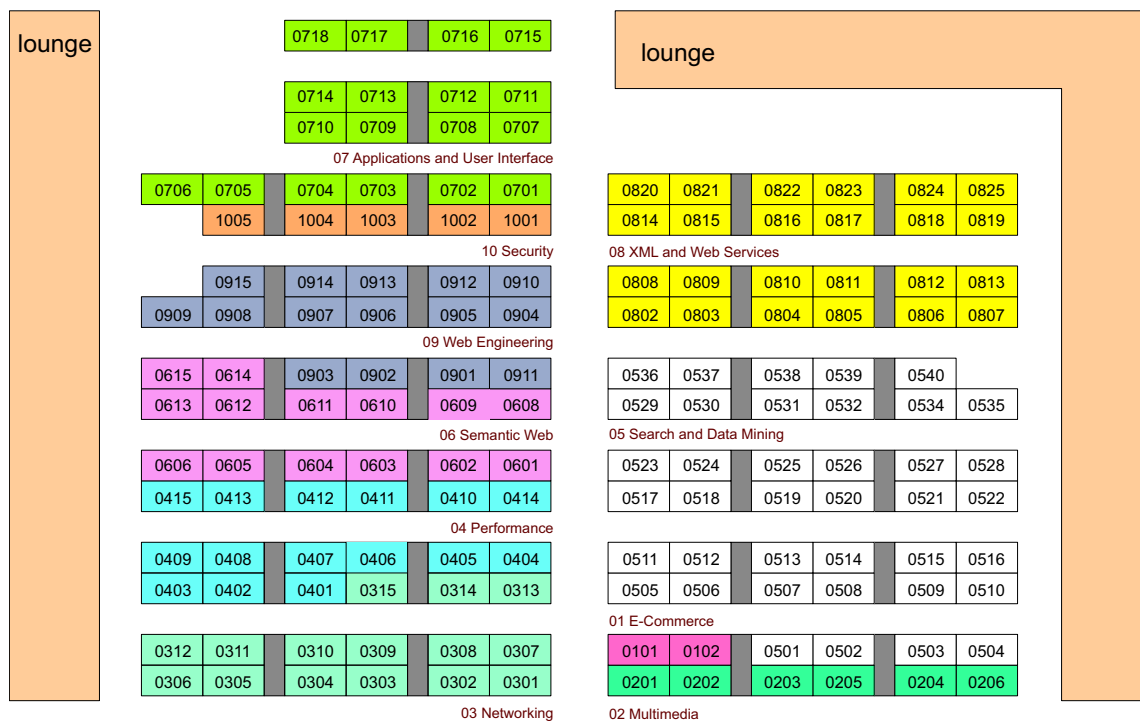 lounge
0718 0717 0716 0715
0714 0713 0712 0711
0710 0709 0708 0707
07 Applications and User Interface
0706 0705 0704 0703 0702 0701
1005 1004 1003 1002 1001
10 Security
0915 0914 0913 0912 0910
0909 0908 0907 0906 0905 0904
09 Web Engineering
0615 0614 0903 0902 0901 0911
0613 0612 0611 0610 0609 0608
06 Semantic Web
0606 0605 0604 0603 0602 0601
0415 0413 0412 0411 0410 0414
04 Performance
0409 0408 0407 0406 0405 0404
0403 0402 0401 0315 0314 0313
0312 0311 0310 0309 0308 0307
0306 0305 0304 0303 0302 0301
03 Networking
lounge
0820 0821 0822 0823 0824 0825
0814 0815 0816 0817 0818 0819
08 XML and Web Services
0808 0809 0810 0811 0812 0813
0802 0803 0804 0805 0806 0807
0536 0537 0538 0539 0540
0529 0530 0531 0532 0534 0535
05 Search and Data Mining
0523 0524 0525 0526 0527 0528
0517 0518 0519 0520 0521 0522
0511 0512 0513 0514 0515 0516
0505 0506 0507 0508 0509 0510
01 E-Commerce
0101 0102 0501 0502 0503 0504
0201 0202 0203 0205 0204 0206
02 Multimedia